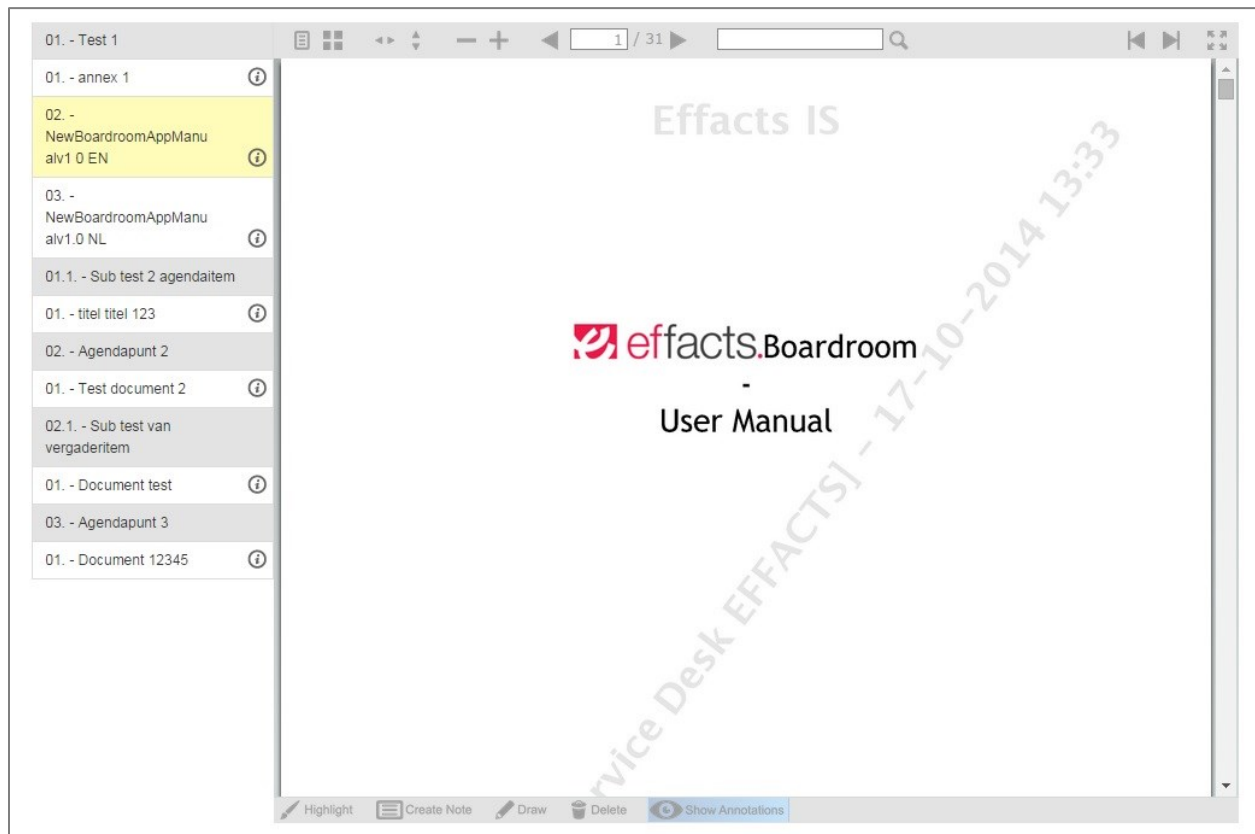 01. - Test 1
01. - annex 1
02. -
NewBoardroomAppManu
alv1 0 EN
03. -
NewBoardroomAppManu
alv1.0 NL
01.1. - Sub test 2 agendaitem
01. - titel titel 123
02. - Agendapunt 2
01. - Test document 2
02.1. - Sub test van
vergaderitem
01. - Document test
03. - Agendapunt 3
01. - Document 12345
1 / 31
Effacts IS
effacts.Boardroom
-
User Manual
Desk EFFACTS] - 17-10-2014 13:33
Highlight Create Note Draw Delete Show Annotations